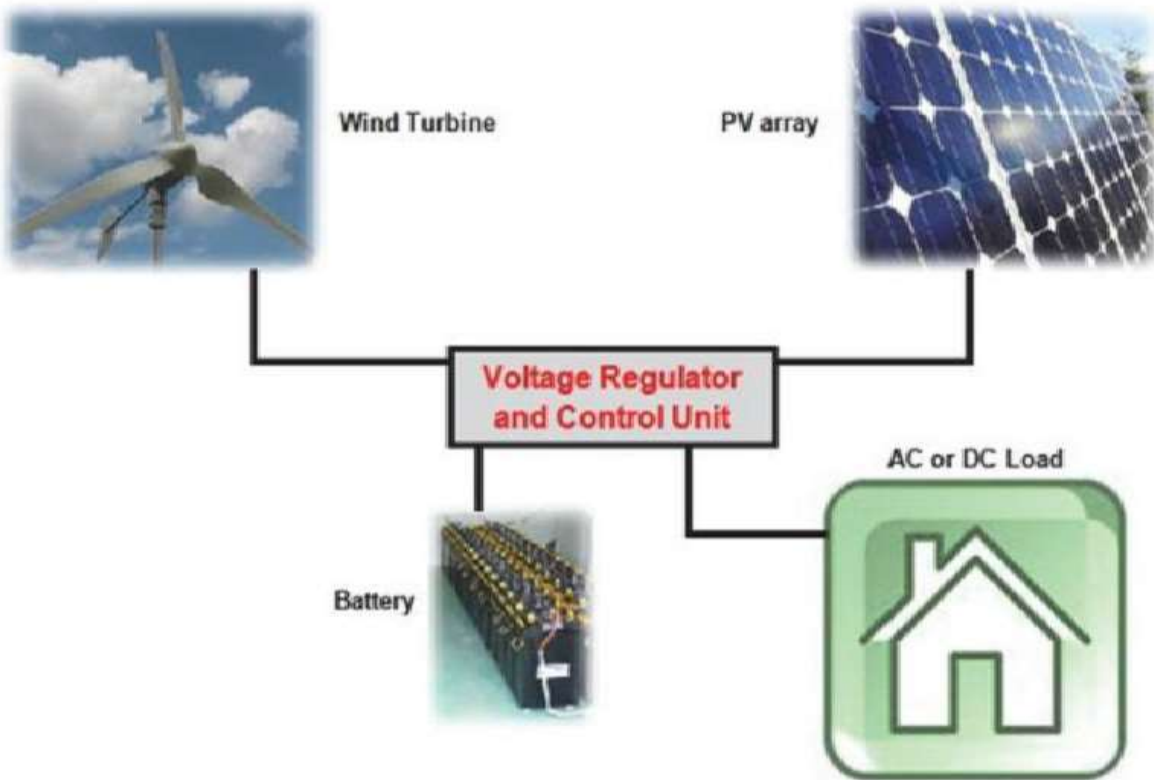 Wind Turbine
PV array
Voltage Regulator
and Control Unit
AC or DC Load
Battery